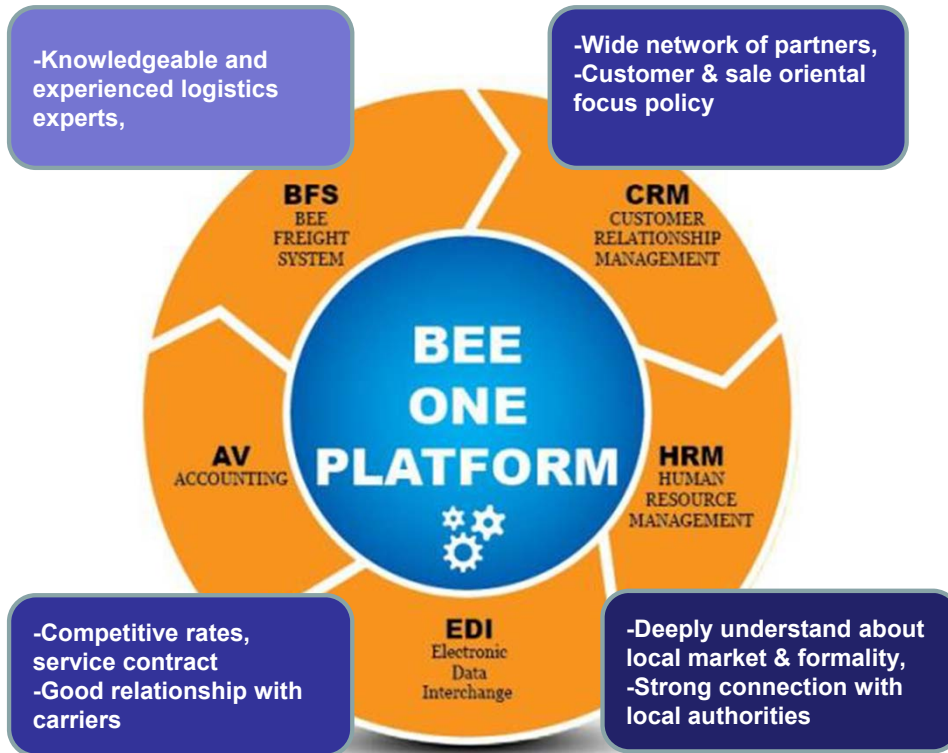 -Knowledgeable and
experienced logistics
experts,
-Wide network of partners,
-Customer & sale oriental
focus policy
BFS
BEE
FREIGHT
SYSTEM
CRM
CUSTOMER
RELATIONSHIP
MANAGEMENT
BEE
ONE
PLATFORM
AV
ACCOUNTING
HRM
HUMAN
RESOURCE
MANAGEMENT
EDI
Electronic
Data
Interchange
-Competitive rates,
service contract
-Good relationship with
carriers
-Deeply understand about
local market & formality,
-Strong connection with
local authorities